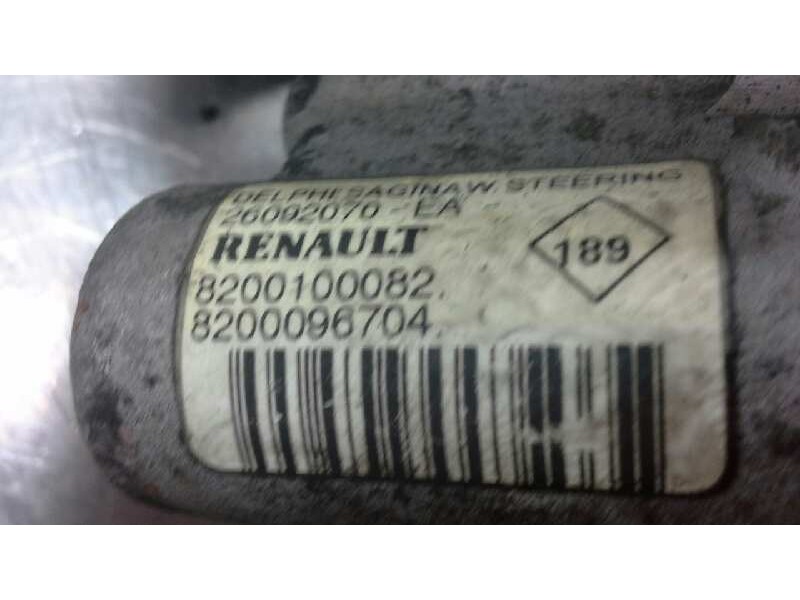 DELPHI SAGINAW STEERING
26092070 - EA
RENAULT
189
8200100082.
8200096704.